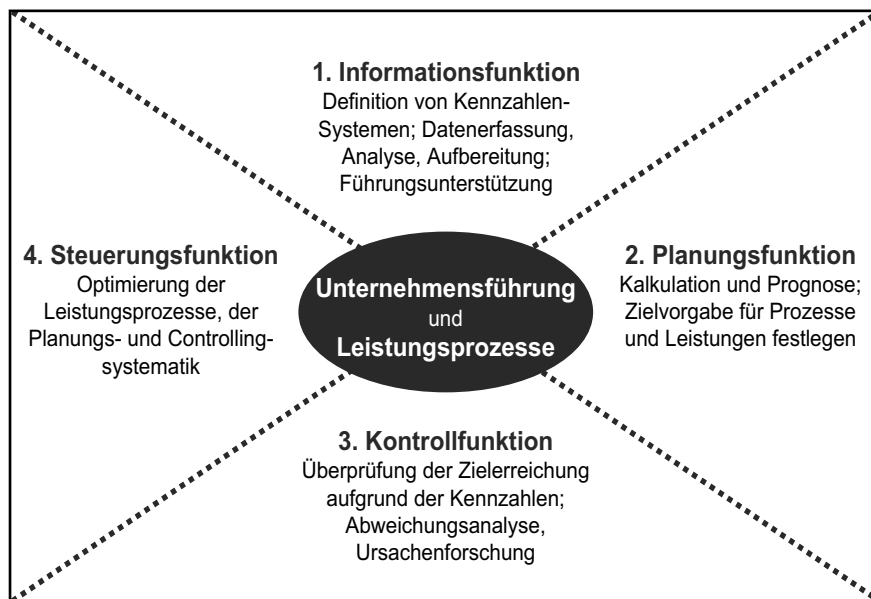 1. Informationsfunktion
Definition von Kennzahlen-
Systemen; Datenerfassung,
Analyse, Aufbereitung;
Führungsunterstützung
2. Planungsfunktion
Kalkulation und Prognose;
Zielvorgabe für Prozesse
und Leistungen festlegen
3. Kontrollfunktion
Überprüfung der Zielerreichung
aufgrund der Kennzahlen;
Abweichungsanalyse,
Ursachenforschung
4. Steuerungsfunktion
Optimierung der
Leistungsprozesse, der
Planungs- und Controlling-
systematik
Unternehmensführung
und
Leistungsprozesse